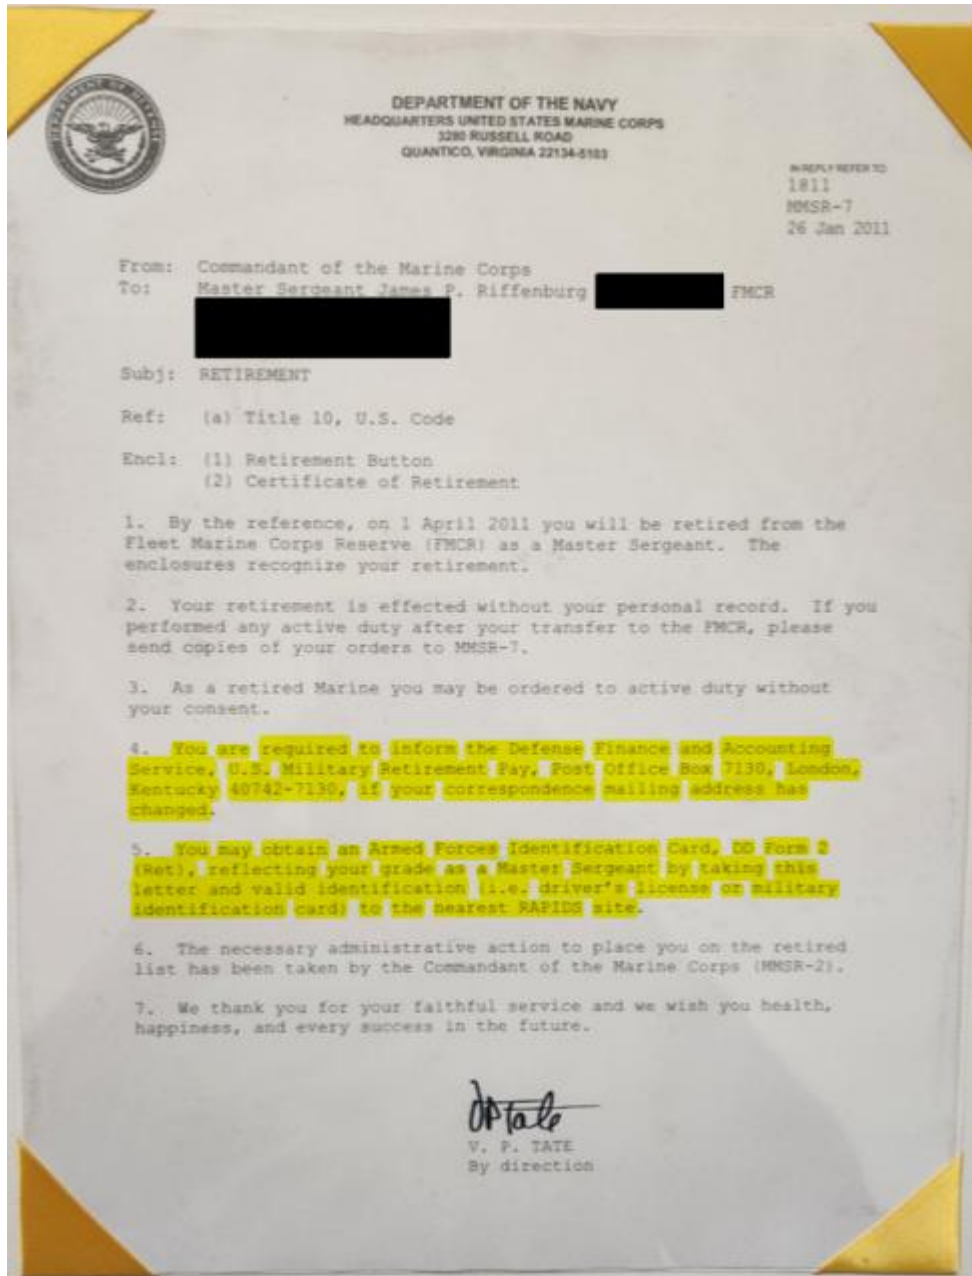 DEPARTMENT OF THE NAVY
HEADQUARTERS UNITED STATES MARINE CORPS
3280 RUSSELL ROAD
QUANTICO, VIRGINIA 22134-5103
IN REPLY REFER TO
1811
MMSR-7
26 Jan 2011
From: Commandant of the Marine Corps
To: Master Sergeant James P. Riffenburg FMCR
Subj: RETIREMENT
Ref: (a) Title 10, U.S. Code
Encl: (1) Retirement Button
(2) Certificate of Retirement
1. By the reference, on 1 April 2011 you will be retired from the
Fleet Marine Corps Reserve (FMCR) as a Master Sergeant. The
enclosures recognize your retirement.
2. Your retirement is effected without your personal record. If you
performed any active duty after your transfer to the FMCR, please
send copies of your orders to MMSR-7.
3. As a retired Marine you may be ordered to active duty without
your consent.
4. You are required to inform the Defense Finance and Accounting
Service, U.S. Military Retirement Pay, Post Office Box 7130, London,
Kentucky 40742-7130, if your correspondence mailing address has
changed.
5. You may obtain an Armed Forces Identification Card, DD Form 2
(Ret), reflecting your grade as a Master Sergeant by taking this
letter and valid identification (i.e. driver's license or military
identification card) to the nearest RAPIDS site.
6. The necessary administrative action to place you on the retired
list has been taken by the Commandant of the Marine Corps (MMSR-2).
7. We thank you for your faithful service and we wish you health,
happiness, and every success in the future.
V. P. TATE
By direction